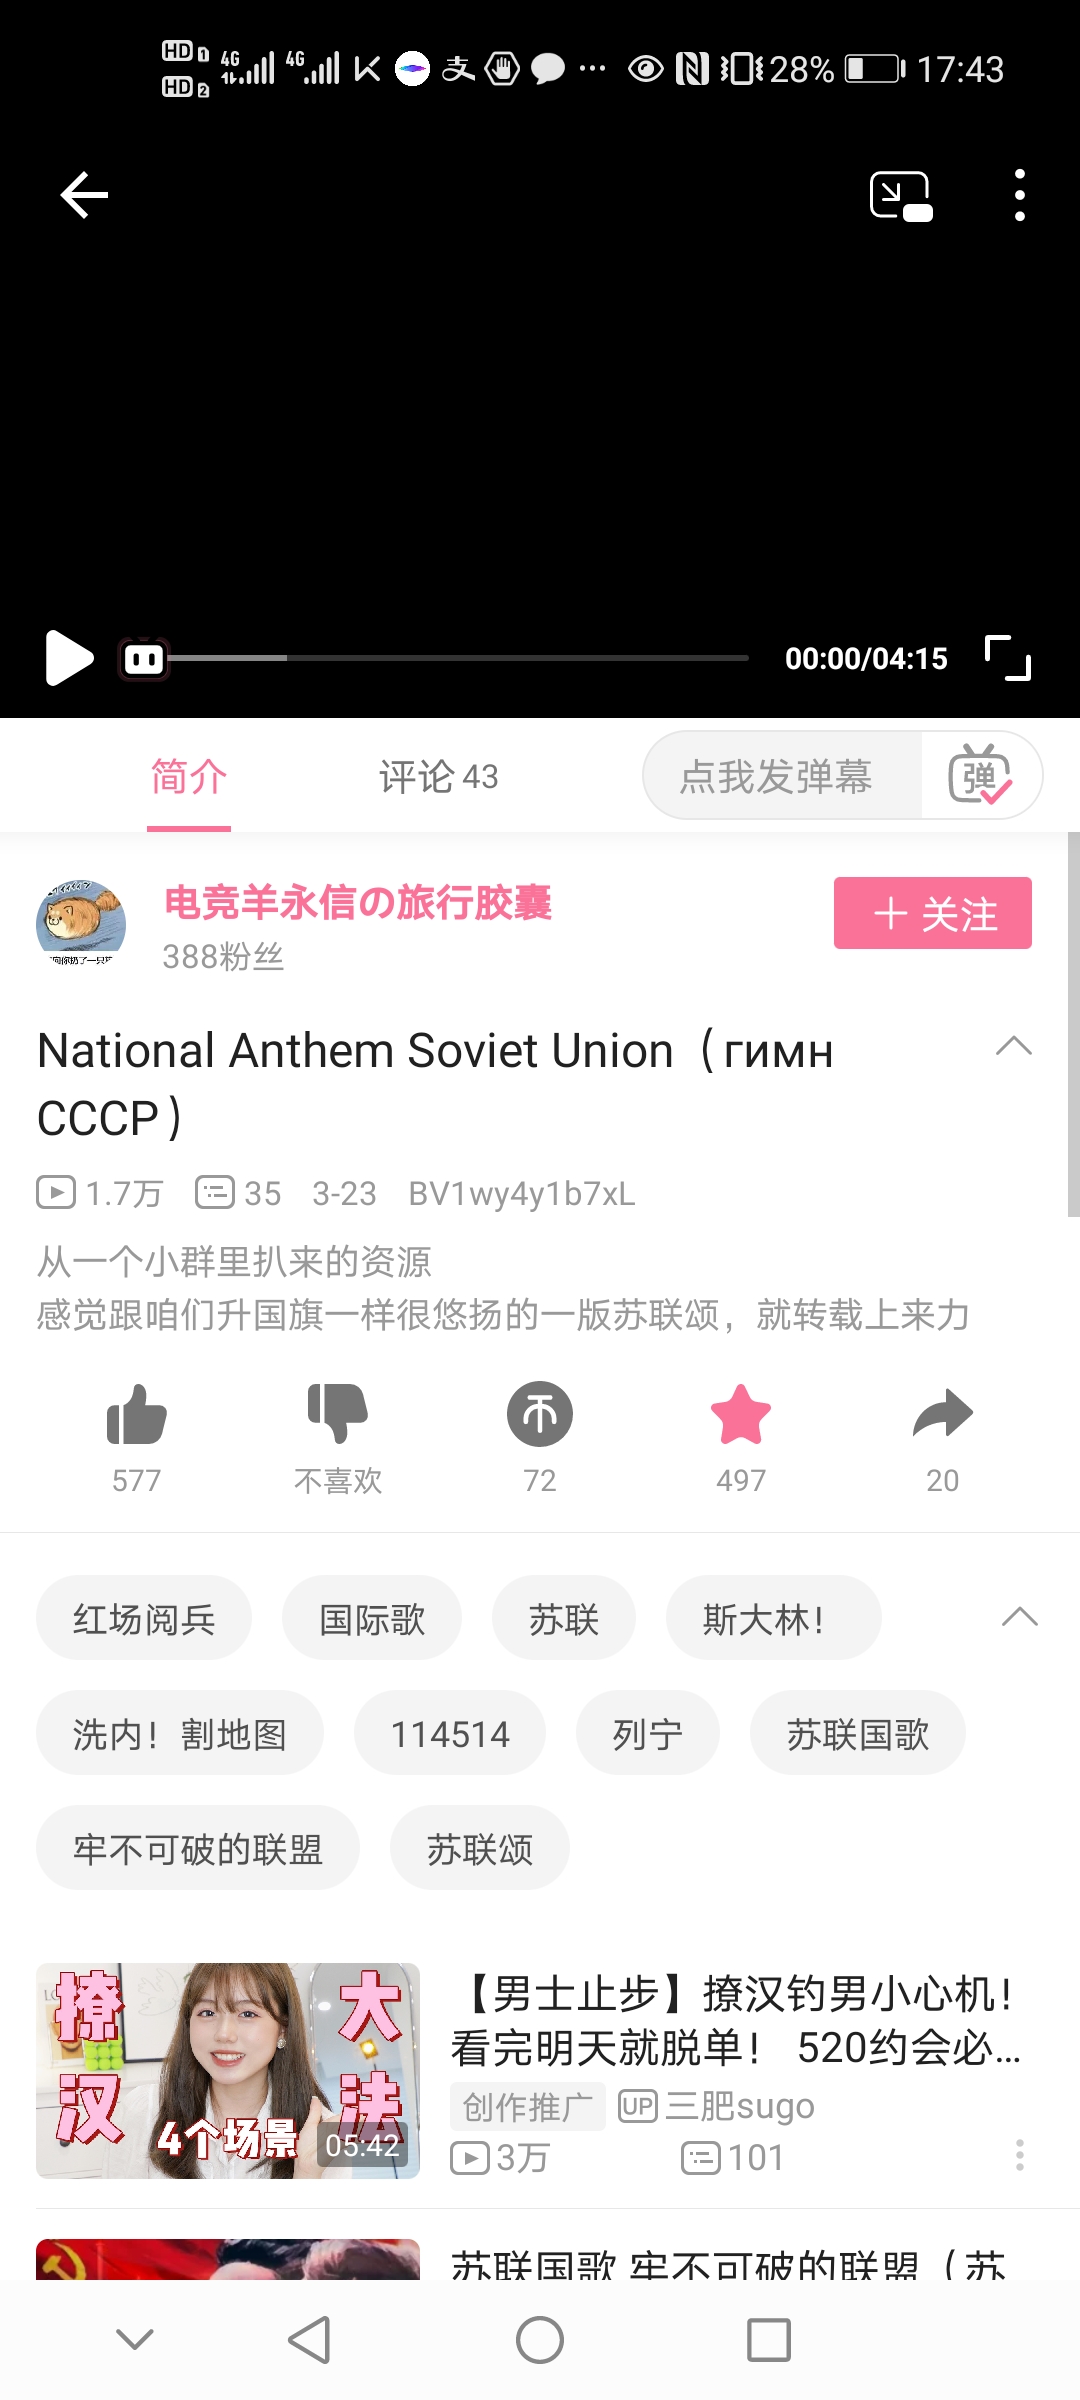 HD 1 4G 4G 28% 17:43
HD 2
00:00/04:15
简介 评论 43 点我发弹幕 弹
电竞羊永信の旅行胶囊
388粉丝
+ 关注
National Anthem Soviet Union（гимн
СССР）
1.7万 35 3-23 BV1wy4y1b7xL
从一个小群里扒来的资源
感觉跟咱们升国旗一样很悠扬的一版苏联颂，就转载上来力
577 不喜欢 72 497 20
红场阅兵 国际歌 苏联 斯大林！
洗内！割地图 114514 列宁 苏联国歌
牢不可破的联盟 苏联颂
撩汉大法
4个场景
05:42
【男士止步】撩汉钓男小心机！
看完明天就脱单！ 520约会必...
创作推广 UP 三肥sugo
3万 101
苏联国歌 牢不可破的联盟（苏